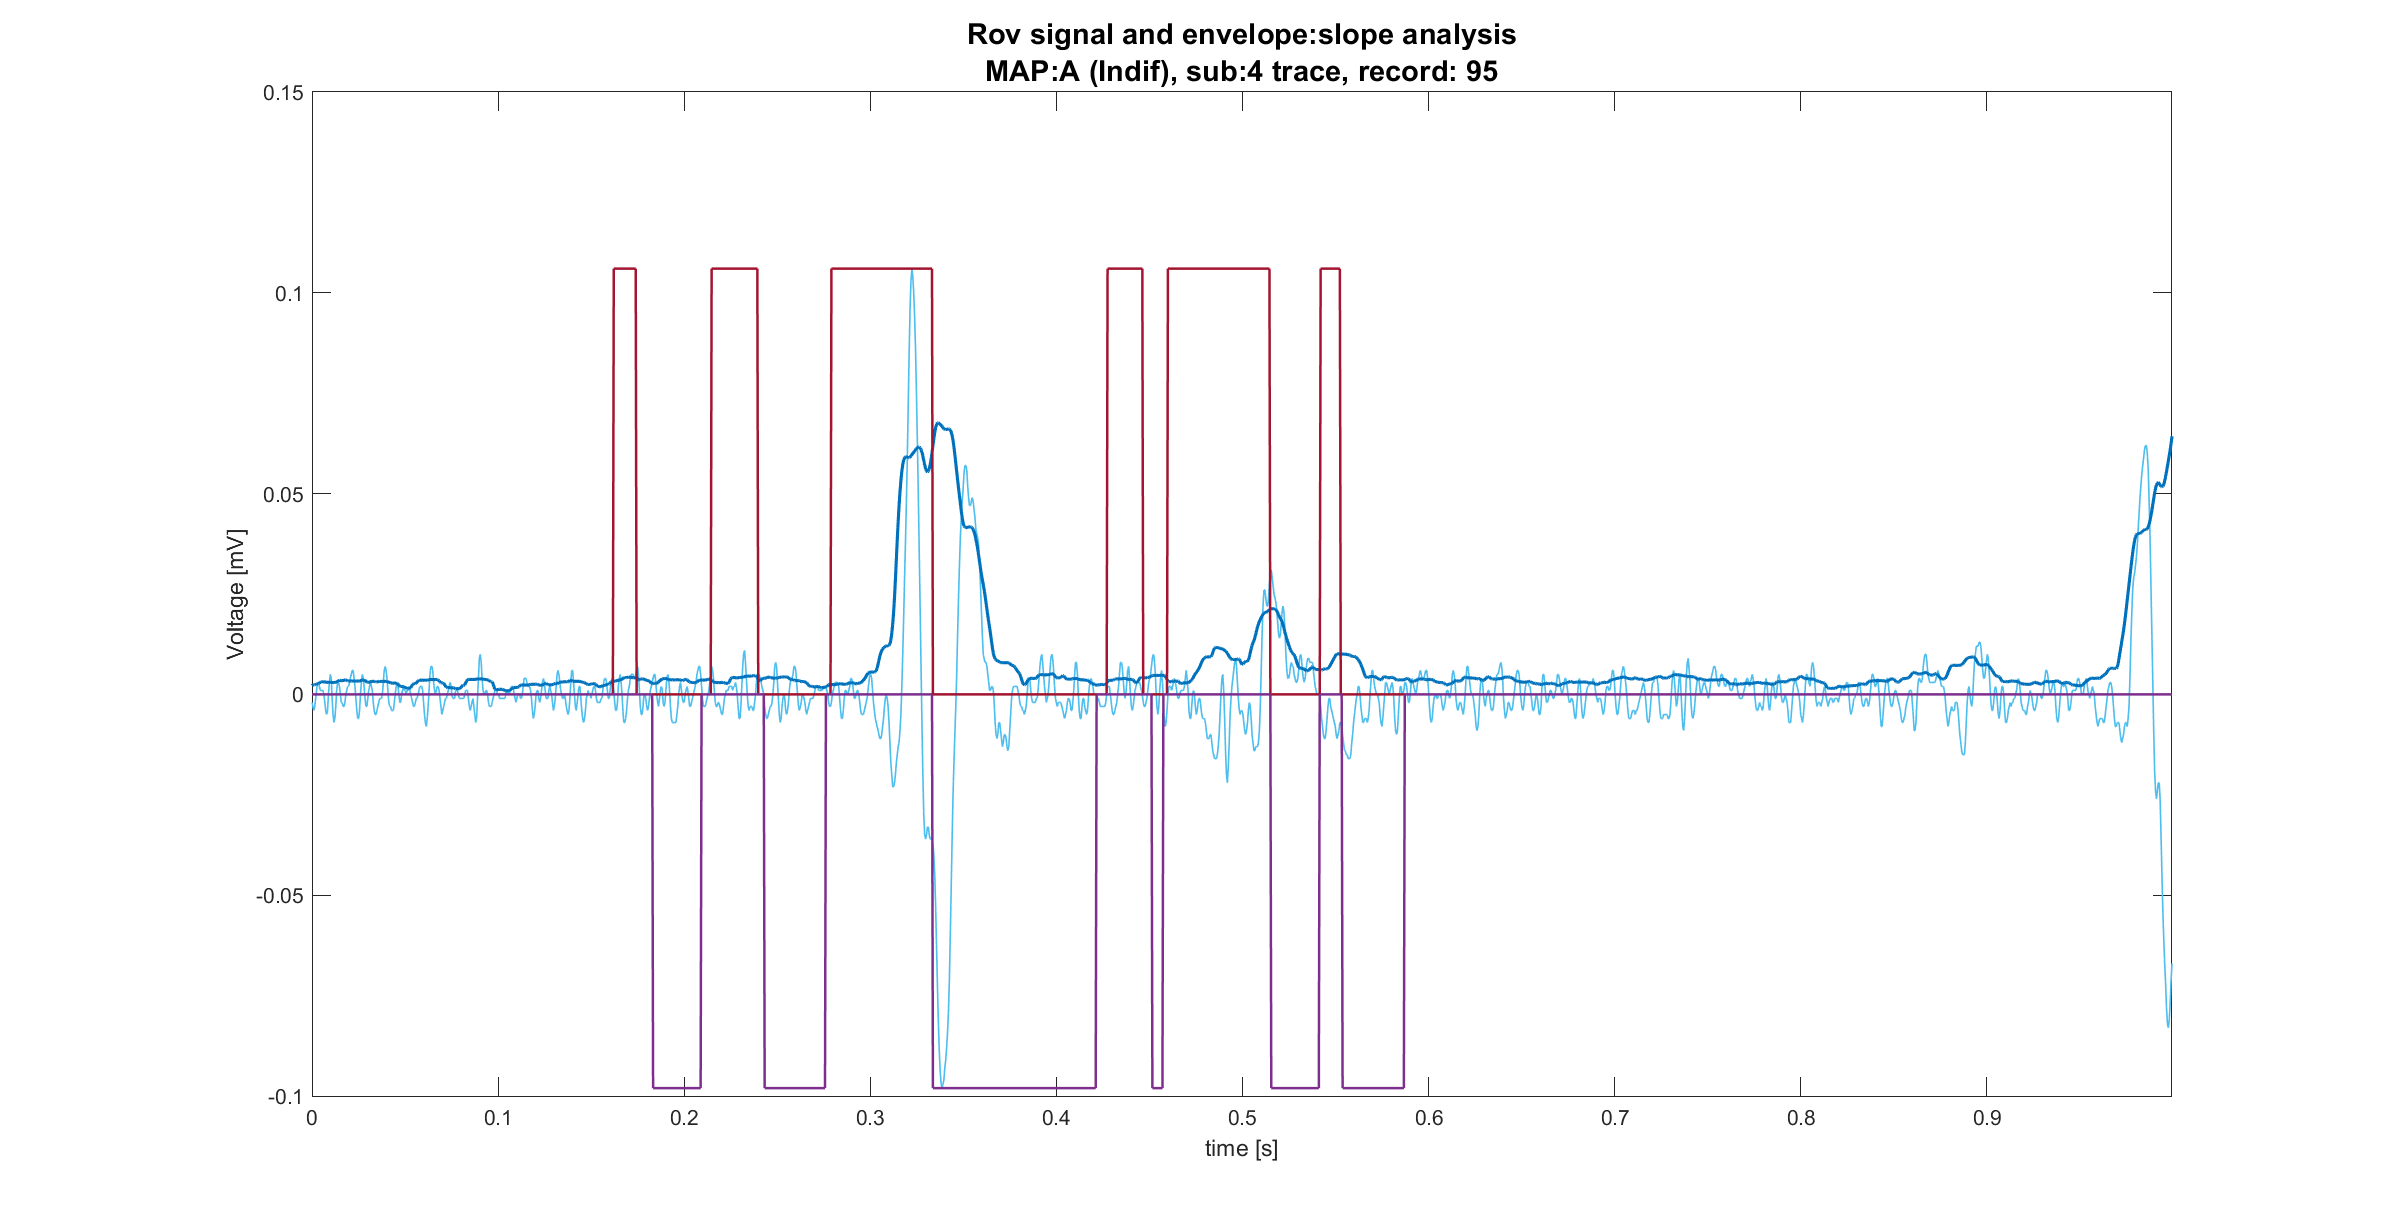 Rov signal and envelope:slope analysis
MAP:A (Indif), sub:4 trace, record: 95
0.15
0.1
0.05
0
-0.05
-0.1
Voltage [mV]
0 0.1 0.2 0.3 0.4 0.5 0.6 0.7 0.8 0.9
time [s]